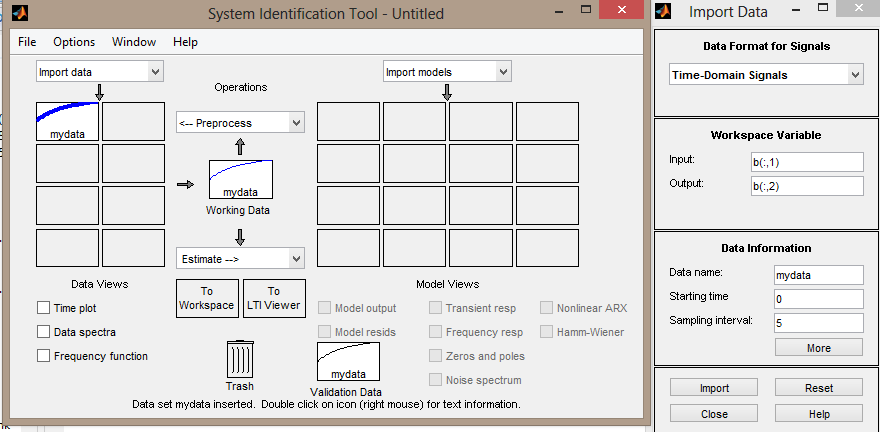 System Identification Tool - Untitled
File Options Window Help
Import data
Import models
Operations
<-- Preprocess
mydata
mydata
Working Data
Estimate -->
Data Views
To Workspace
To LTI Viewer
Model Views
Time plot
Data spectra
Frequency function
Model output
Transient resp
Nonlinear ARX
Model resids
Frequency resp
Hamm-Wiener
Zeros and poles
Noise spectrum
Trash
mydata
Validation Data
Data set mydata inserted. Double click on icon (right mouse) for text information.
Import Data
Data Format for Signals
Time-Domain Signals
Workspace Variable
Input: b(:,1)
Output: b(:,2)
Data Information
Data name: mydata
Starting time 0
Sampling interval: 5
More
Import Reset
Close Help